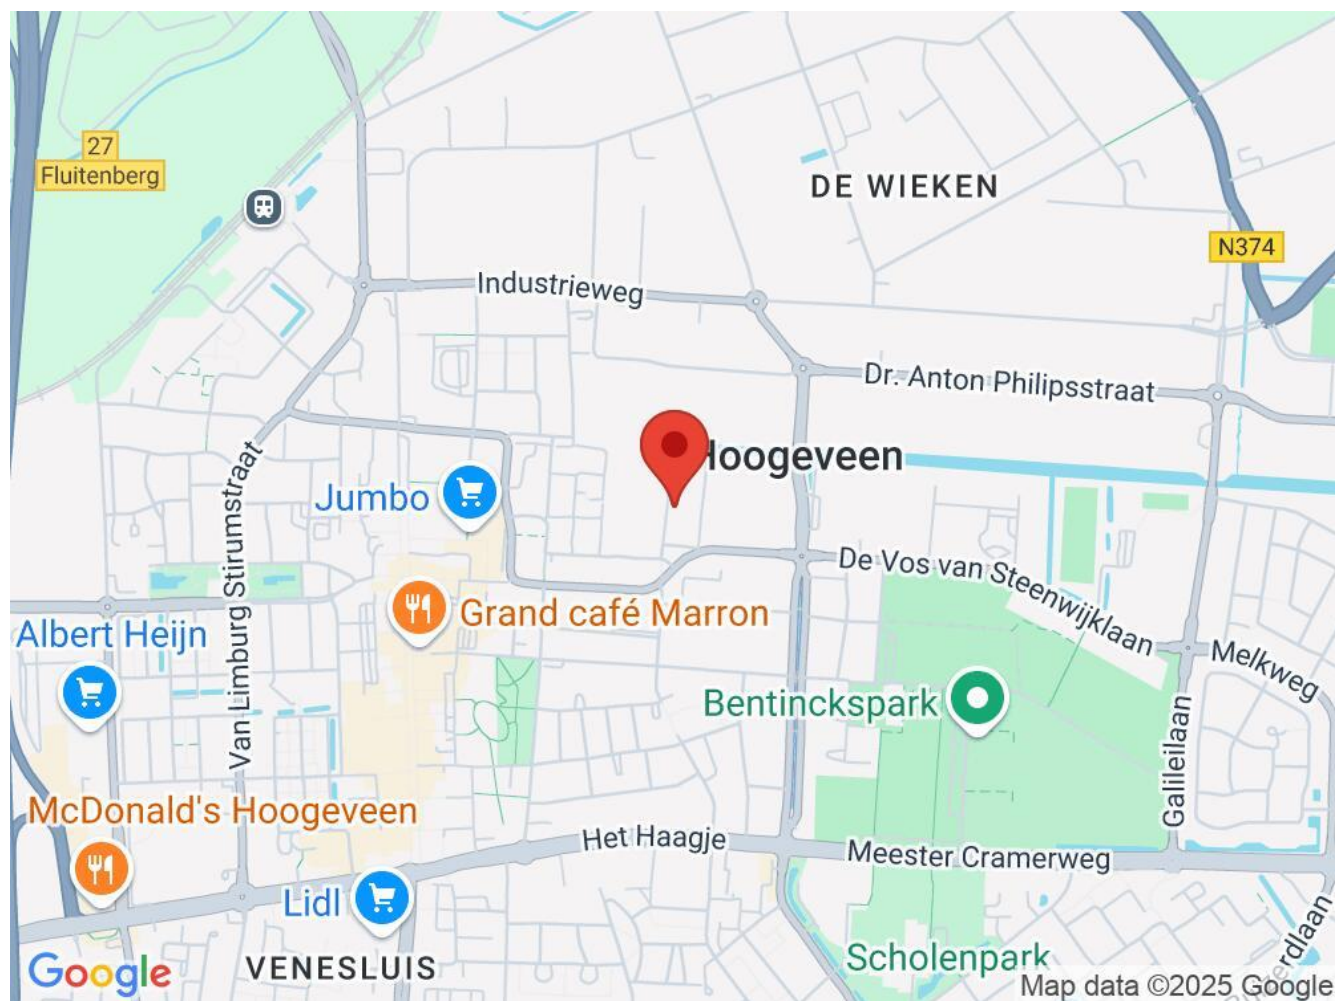 27
Fluitenberg
DE WIEKEN
N374
Industrieweg
Dr. Anton Philipsstraat
Hoogeveen
Van Limburg Stirumstraat
Jumbo
De Vos van Steenwijklaan
Grand café Marron
Albert Heijn
Melkweg
Bentinckspark
Galileilaan
McDonald's Hoogeveen
Het Haagje
Meester Cramerweg
Lidl
VENESLUIS
Scholenpark
Google
Map data ©2025 Google